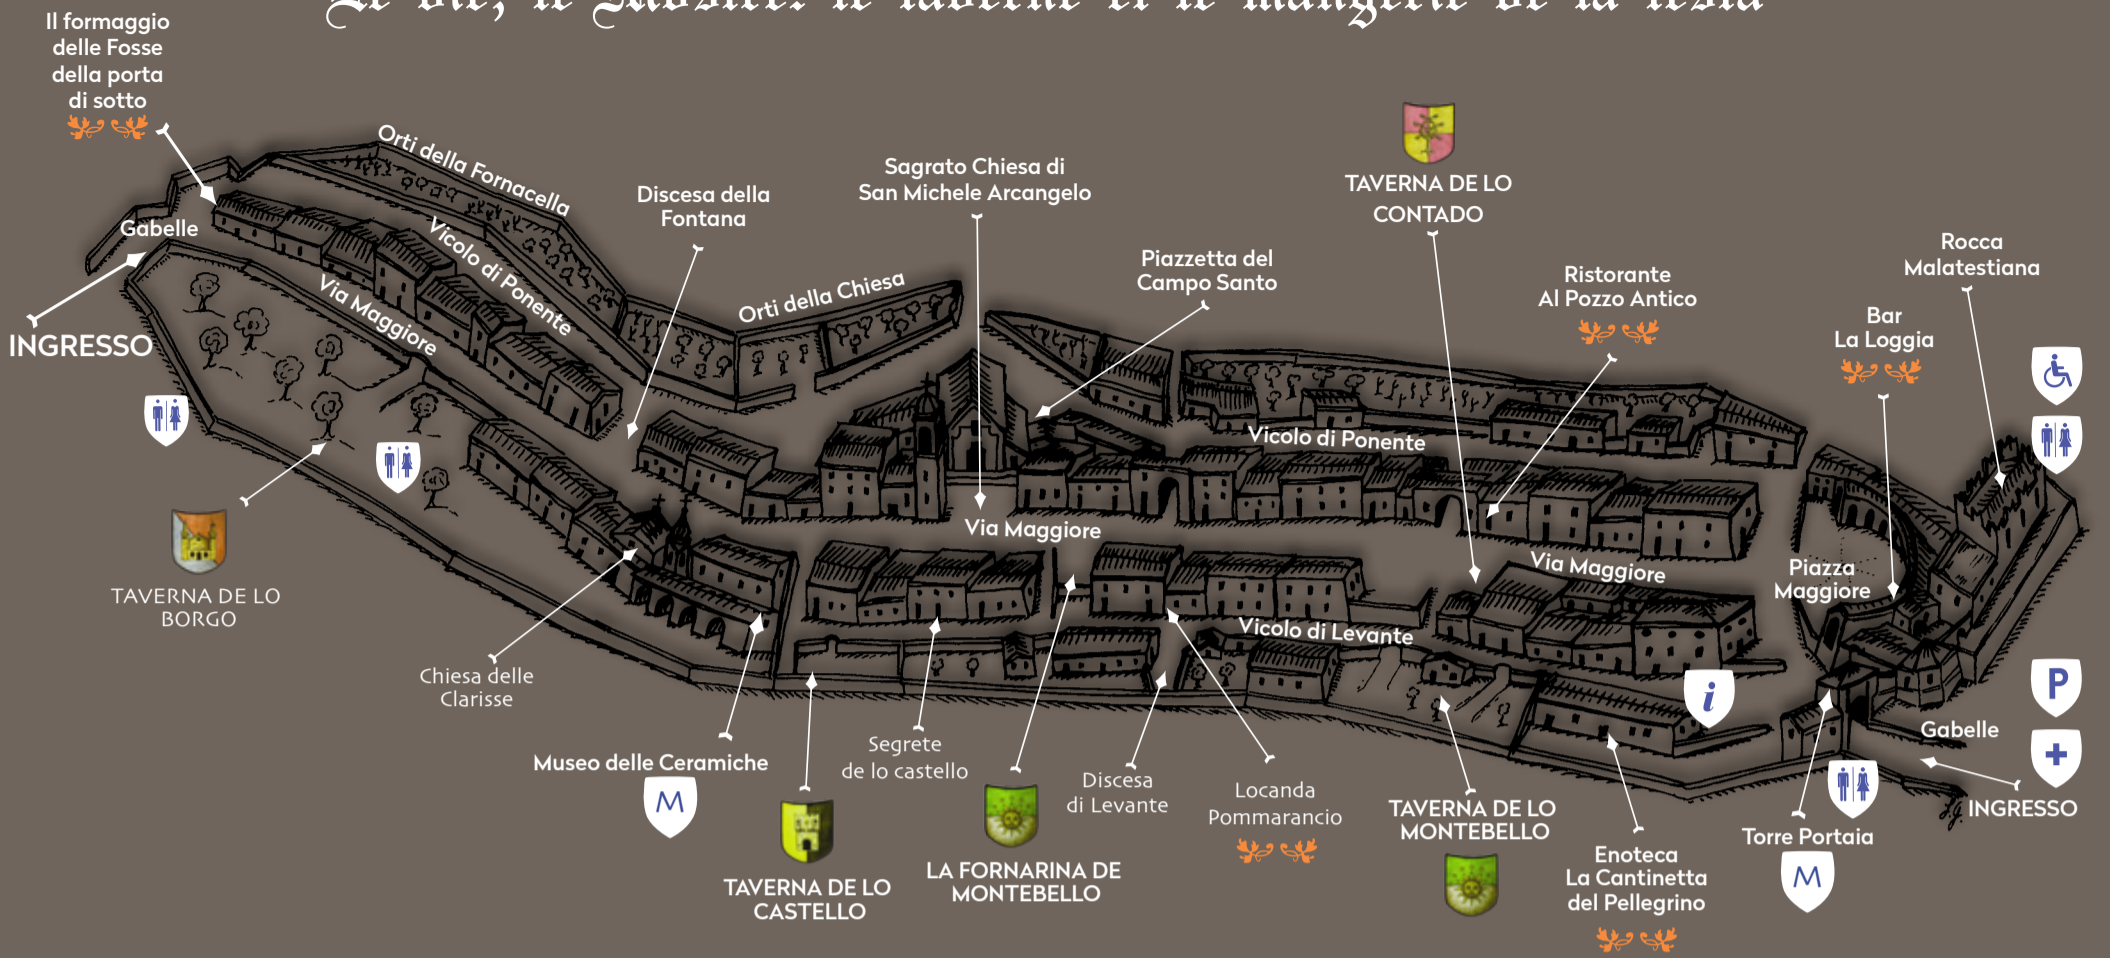 Il formaggio
delle Fosse
della porta
di sotto
Gabelle
INGRESSO
Orti della Fornacella
Vicolo di Ponente
Via Maggiore
Discesa della
Fontana
Orti della Chiesa
Sagrato Chiesa di
San Michele Arcangelo
Piazzetta del
Campo Santo
TAVERNA DE LO
CONTADO
Ristorante
Al Pozzo Antico
Bar
La Loggia
Rocca
Malatestiana
Vicolo di Ponente
Via Maggiore
Via Maggiore
Piazza
Maggiore
Vicolo di Levante
TAVERNA DE LO
BORGO
Chiesa delle
Clarisse
Museo delle Ceramiche
M
TAVERNA DE LO
CASTELLO
Segrete
de lo castello
LA FORNARINA DE
MONTEBELLO
Discesa
di Levante
Locanda
Pommarancio
TAVERNA DE LO
MONTEBELLO
Enoteca
La Cantinetta
del Pellegrino
i
Torre Portaia
M
P
Gabelle
INGRESSO